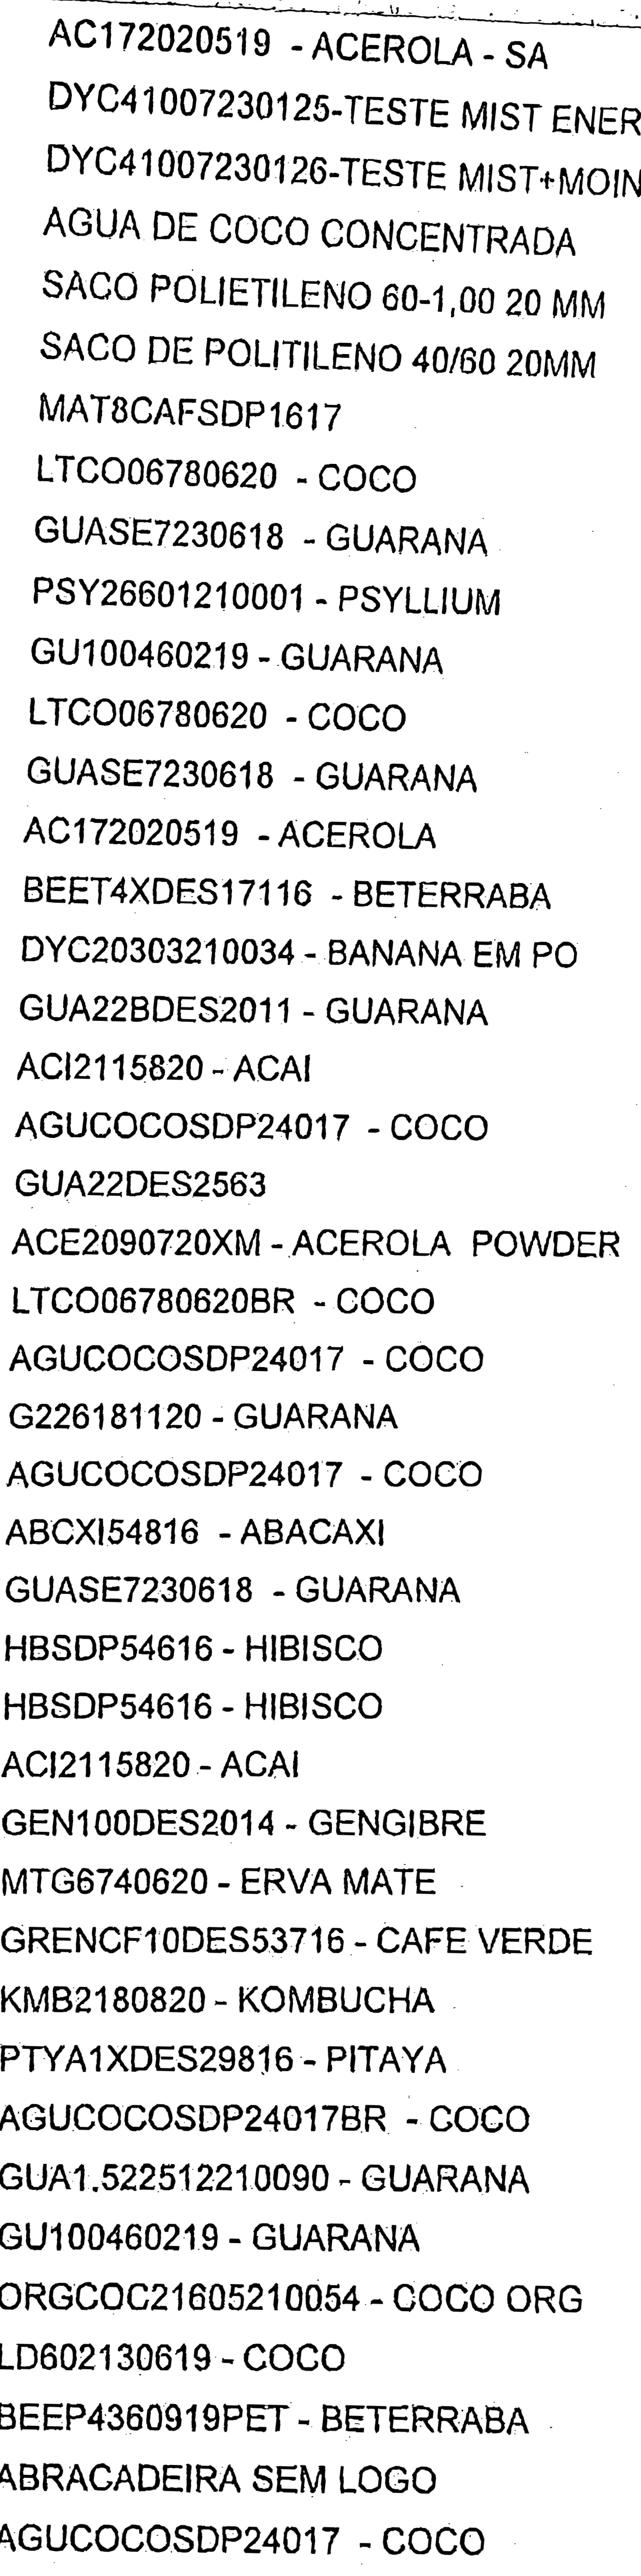 AC172020519 - ACEROLA - SA
DYC41007230125-TESTE MIST ENER
DYC41007230126-TESTE MIST+MOIN
AGUA DE COCO CONCENTRADA
SACO POLIETILENO 60-1,00 20 MM
SACO DE POLITILENO 40/60 20MM
MAT8CAFSDP1617
LTCO06780620 - COCO
GUASE7230618 - GUARANA
PSY26601210001 - PSYLLIUM
GU100460219 - GUARANA
LTCO06780620 - COCO
GUASE7230618 - GUARANA
AC172020519 - ACEROLA
BEET4XDES17116 - BETERRABA
DYC20303210034 - BANANA EM PO
GUA22BDES2011 - GUARANA
ACI2115820 - ACAI
AGUCOCOSDP24017 - COCO
GUA22DES2563
ACE2090720XM - ACEROLA POWDER
LTCO06780620BR - COCO
AGUCOCOSDP24017 - COCO
G226181120 - GUARANA
AGUCOCOSDP24017 - COCO
ABCXI54816 - ABACAXI
GUASE7230618 - GUARANA
HBSDP54616 - HIBISCO
HBSDP54616 - HIBISCO
ACI2115820 - ACAI
GEN100DES2014 - GENGIBRE
MTG6740620 - ERVA MATE
GRENCF10DES53716 - CAFE VERDE
KMB2180820 - KOMBUCHA
PTYA1XDES29816 - PITAYA
AGUCOCOSDP24017BR - COCO
GUA1.522512210090 - GUARANA
GU100460219 - GUARANA
ORGCOC21605210054 - COCO ORG
LD602130619 - COCO
BEEP4360919PET - BETERRABA
ABRACADEIRA SEM LOGO
AGUCOCOSDP24017 - COCO